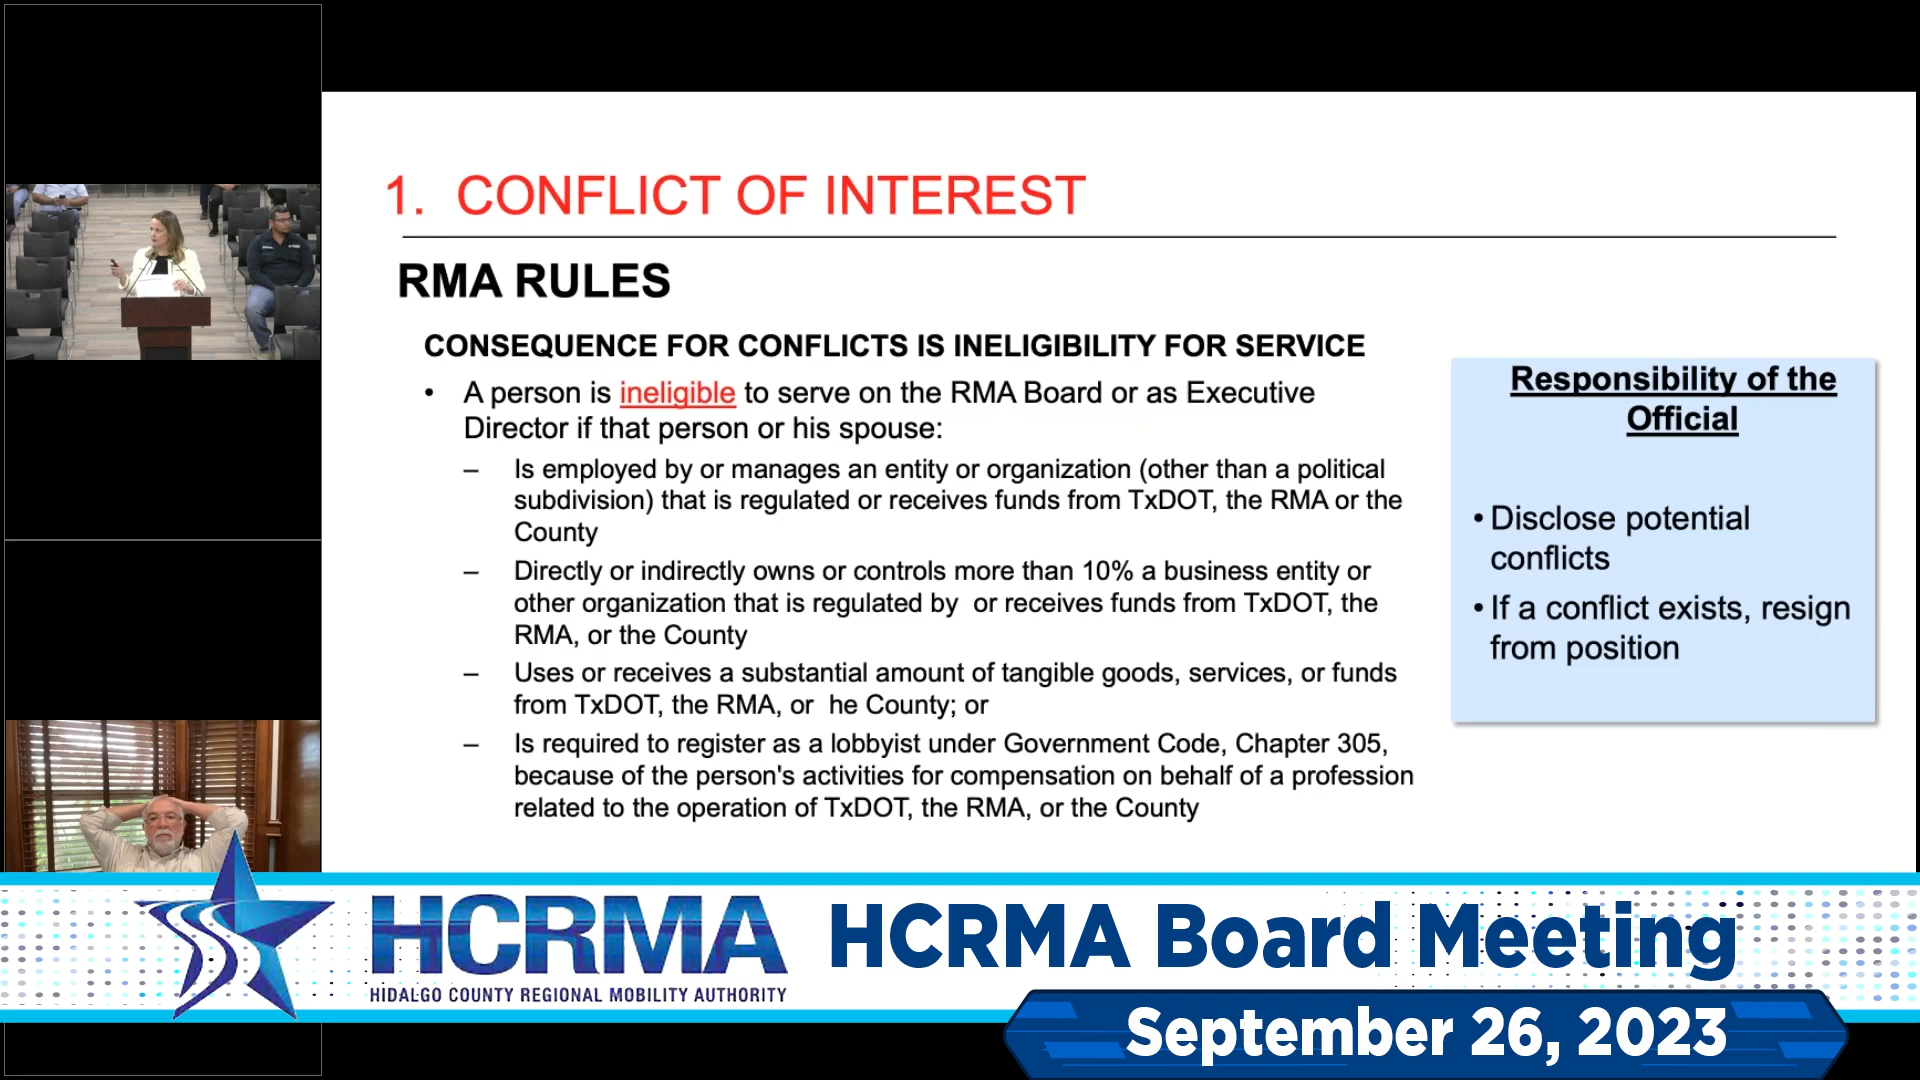 1. CONFLICT OF INTEREST
RMA RULES
CONSEQUENCE FOR CONFLICTS IS INELIGIBILITY FOR SERVICE
• A person is ineligible to serve on the RMA Board or as Executive
Director if that person or his spouse:
– Is employed by or manages an entity or organization (other than a political
subdivision) that is regulated or receives funds from TxDOT, the RMA or the
County
– Directly or indirectly owns or controls more than 10% a business entity or
other organization that is regulated by or receives funds from TxDOT, the
RMA, or the County
– Uses or receives a substantial amount of tangible goods, services, or funds
from TxDOT, the RMA, or he County; or
– Is required to register as a lobbyist under Government Code, Chapter 305,
because of the person's activities for compensation on behalf of a profession
related to the operation of TxDOT, the RMA, or the County
Responsibility of the
Official
• Disclose potential
conflicts
• If a conflict exists, resign
from position
HCRMA
HIDALGO COUNTY REGIONAL MOBILITY AUTHORITY
HCRMA Board Meeting
September 26, 2023